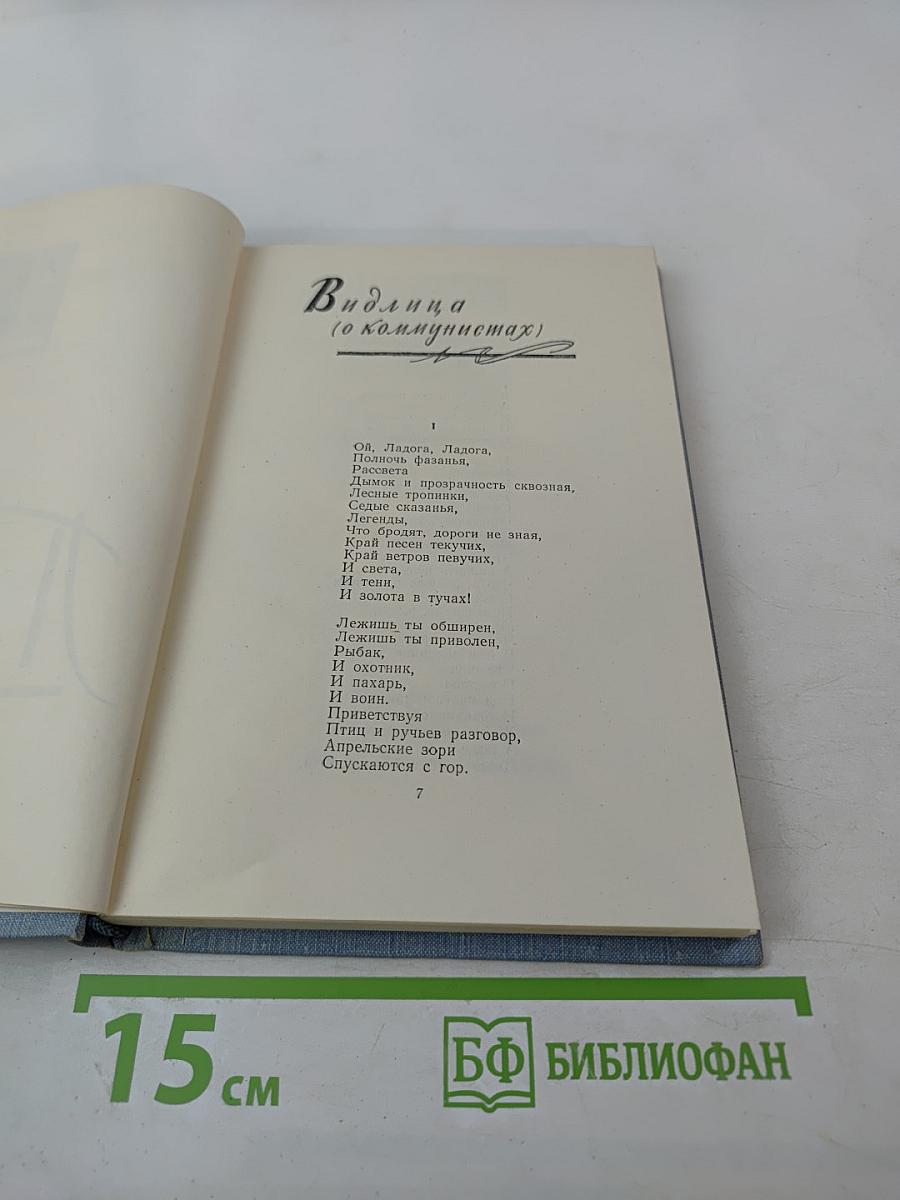 Видлица
(о коммунистах)
I
Ой, Ладога, Ладога,
Полночь фазанья,
Рассвета
Дымок и прозрачность сквозная,
Лесные тропинки,
Седые сказанья,
Легенды,
Что бродят, дороги не зная,
Край песен текучих,
Край ветров певучих,
И света,
И тени,
И золота в тучах!
Лежишь ты обширен,
Лежишь ты приволен,
Рыбак,
И охотник,
И пахарь,
И воин.
Приветствуя
Птиц и ручьев разговор,
Апрельские зори
Спускаются с гор.
7
15 см
БФ БИБЛИОФАН